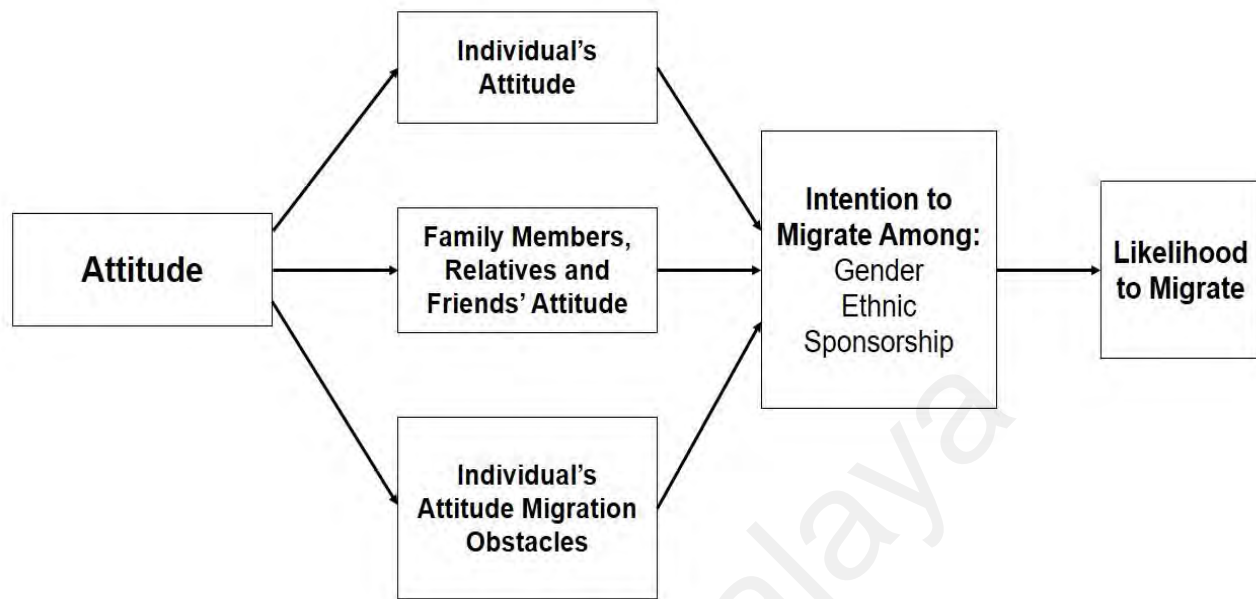 Individual’s
Attitude
Attitude
Family Members,
Relatives and
Friends’ Attitude
Individual’s
Attitude Migration
Obstacles
Intention to
Migrate Among:
Gender
Ethnic
Sponsorship
Likelihood
to Migrate
alaya